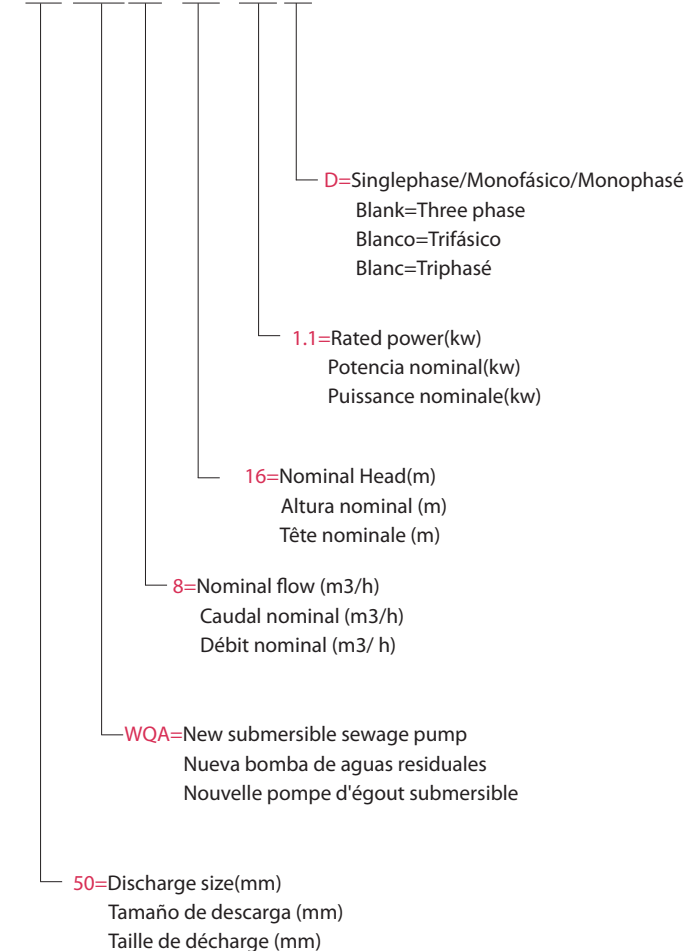 D=Singlephase/Monofásico/Monophasé
Blank=Three phase
Blanco=Trifásico
Blanc=Triphasé
1.1=Rated power(kw)
Potencia nominal(kw)
Puissance nominale(kw)
16=Nominal Head(m)
Altura nominal (m)
Tête nominale (m)
8=Nominal flow (m3/h)
Caudal nominal (m3/h)
Débit nominal (m3/ h)
WQA=New submersible sewage pump
Nueva bomba de aguas residuales
Nouvelle pompe d'égout submersible
50=Discharge size(mm)
Tamaño de descarga (mm)
Taille de décharge (mm)